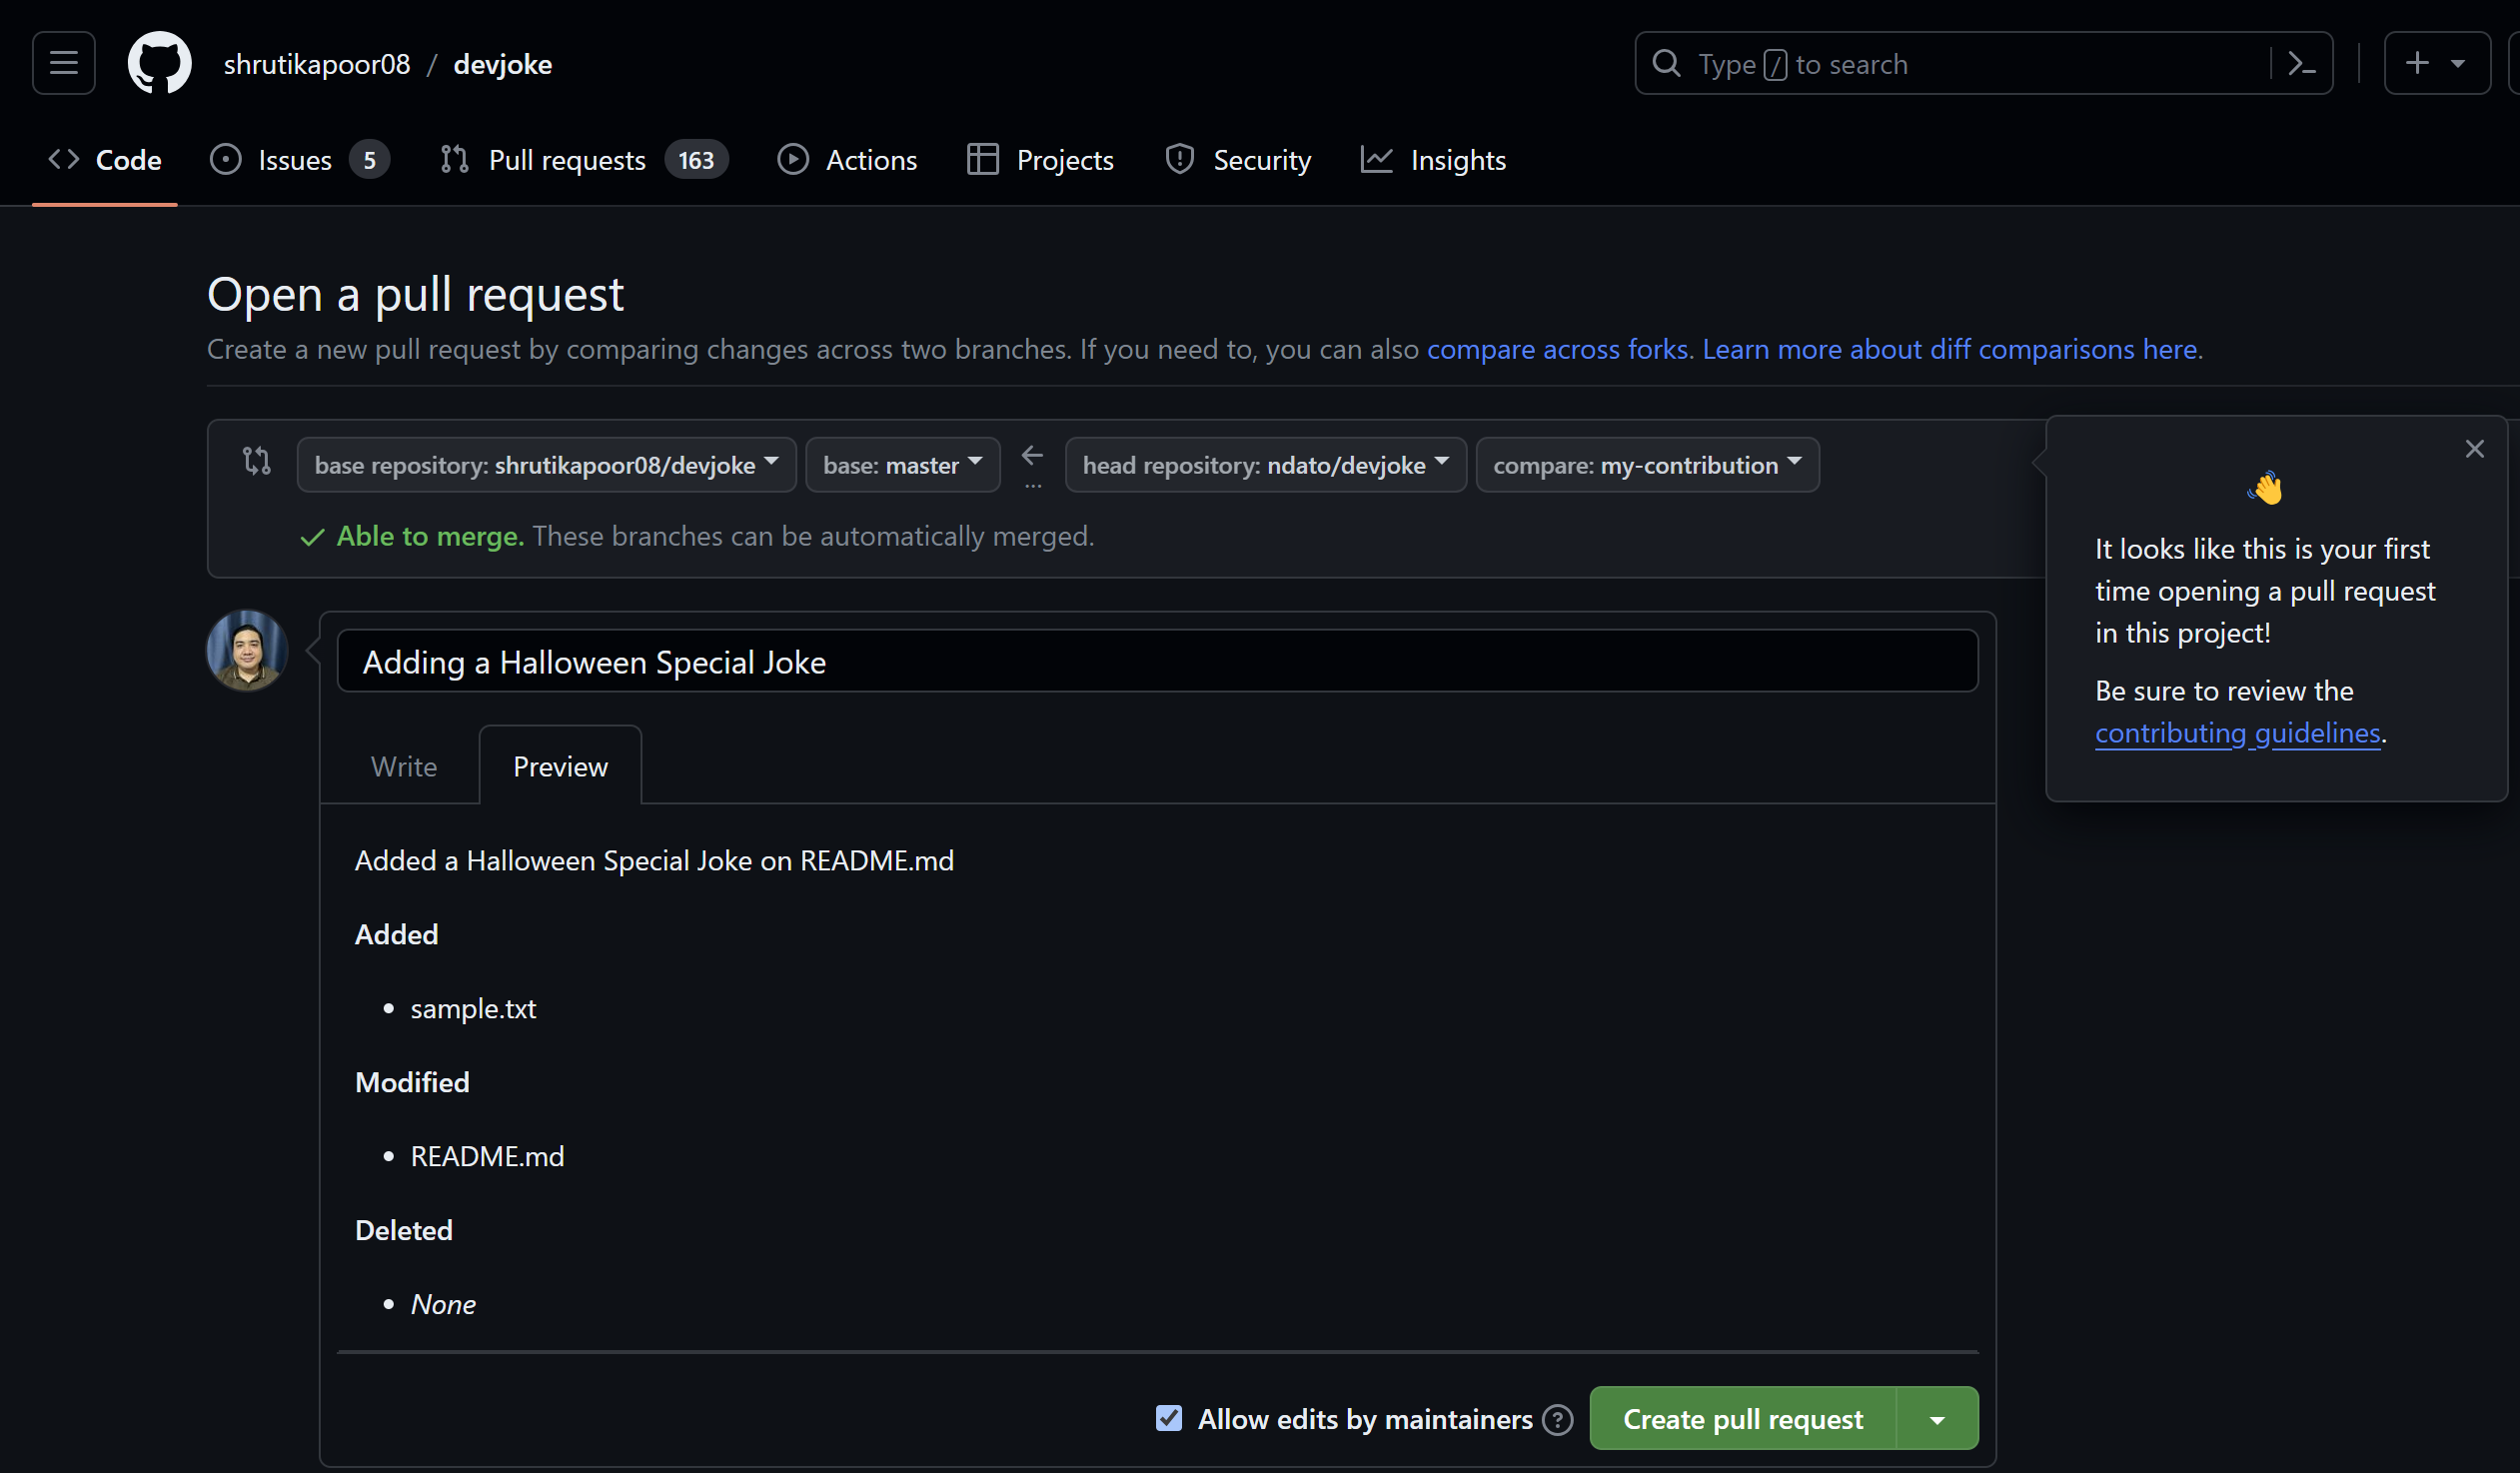 shrutikapoor08 / devjoke
Type / to search
Code
Issues 5
Pull requests 163
Actions
Projects
Security
Insights
Open a pull request
Create a new pull request by comparing changes across two branches. If you need to, you can also compare across forks. Learn more about diff comparisons here.
base repository: shrutikapoor08/devjoke
base: master
...
head repository: ndato/devjoke
compare: my-contribution
Able to merge. These branches can be automatically merged.
It looks like this is your first
time opening a pull request
in this project!
Be sure to review the
contributing guidelines.
Adding a Halloween Special Joke
Write
Preview
Added a Halloween Special Joke on README.md
Added
• sample.txt
Modified
• README.md
Deleted
• None
Allow edits by maintainers ?
Create pull request